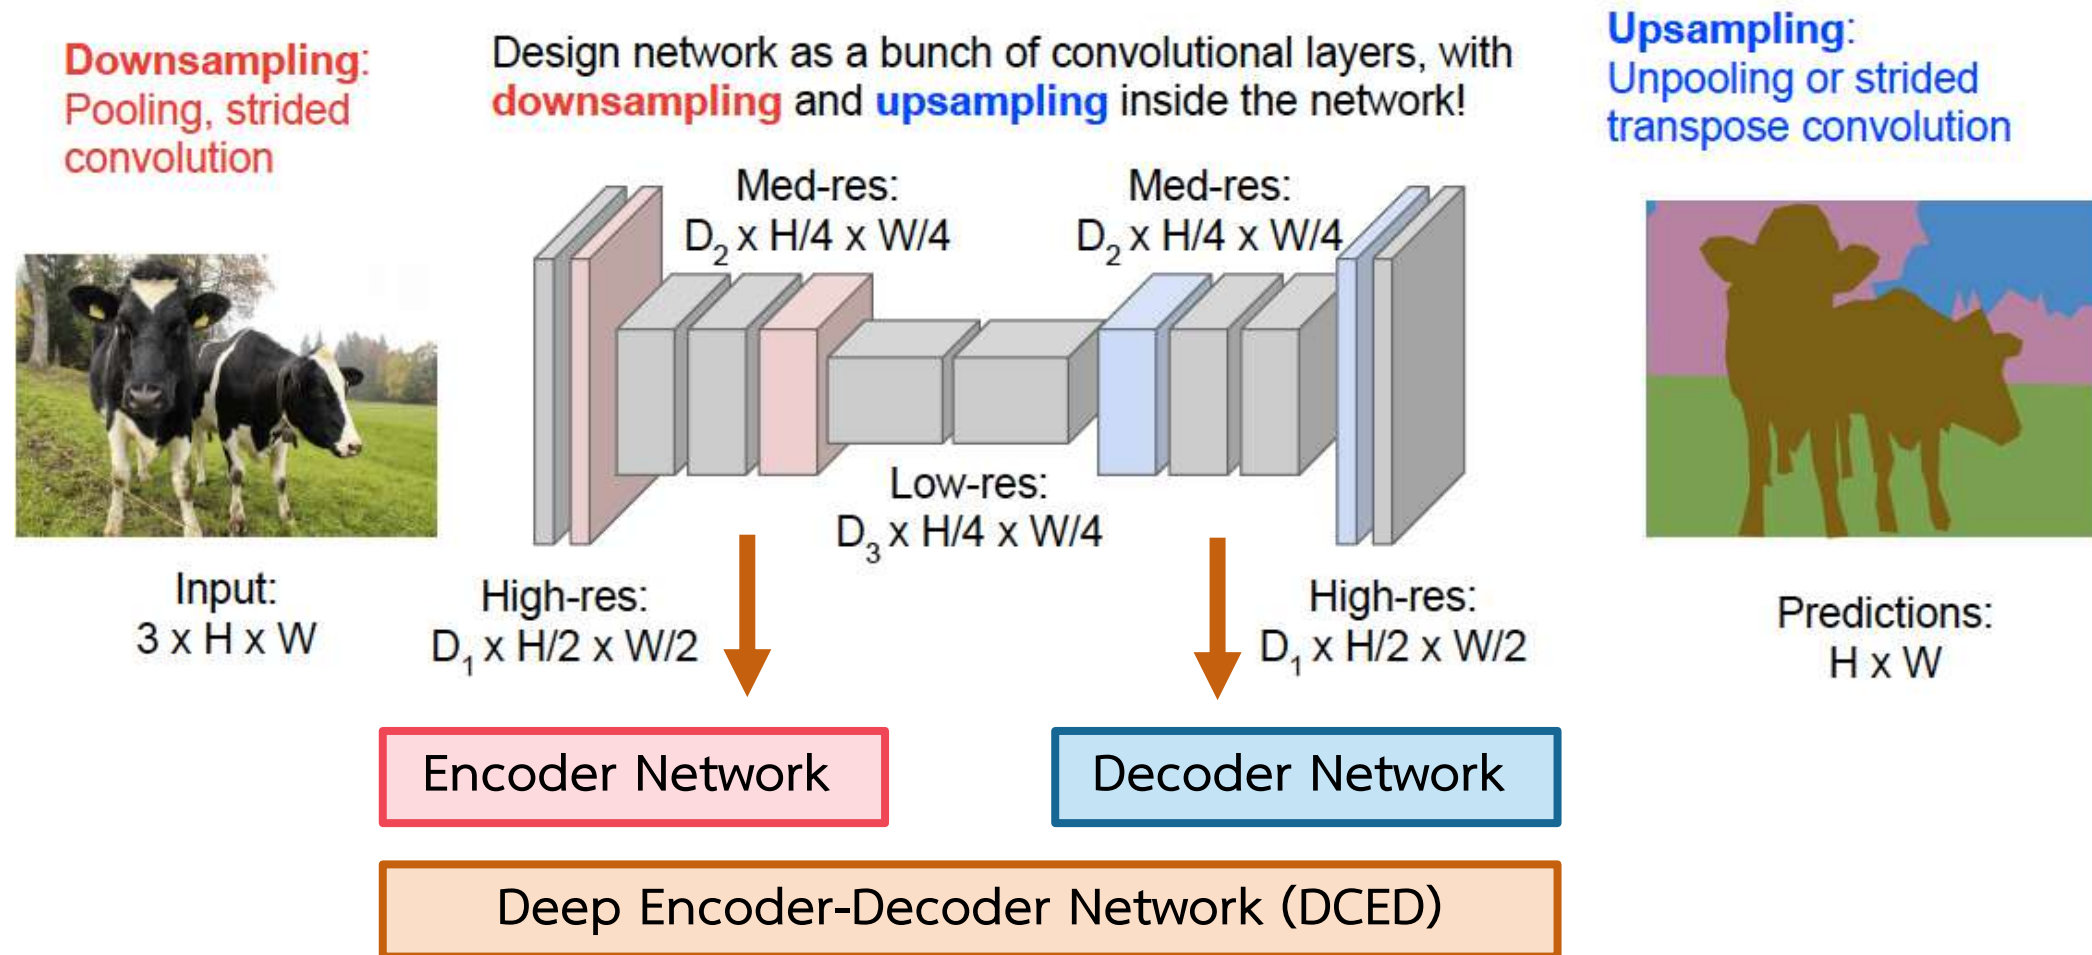 Downsampling:
Pooling, strided
convolution
Design network as a bunch of convolutional layers, with
downsampling and upsampling inside the network!
Upsampling:
Unpooling or strided
transpose convolution
Med-res:
D₂ x H/4 x W/4
Med-res:
D₂ x H/4 x W/4
Low-res:
D₃ x H/4 x W/4
Input:
3 x H x W
High-res:
D₁ x H/2 x W/2
High-res:
D₁ x H/2 x W/2
Predictions:
H x W
Encoder Network
Decoder Network
Deep Encoder-Decoder Network (DCED)